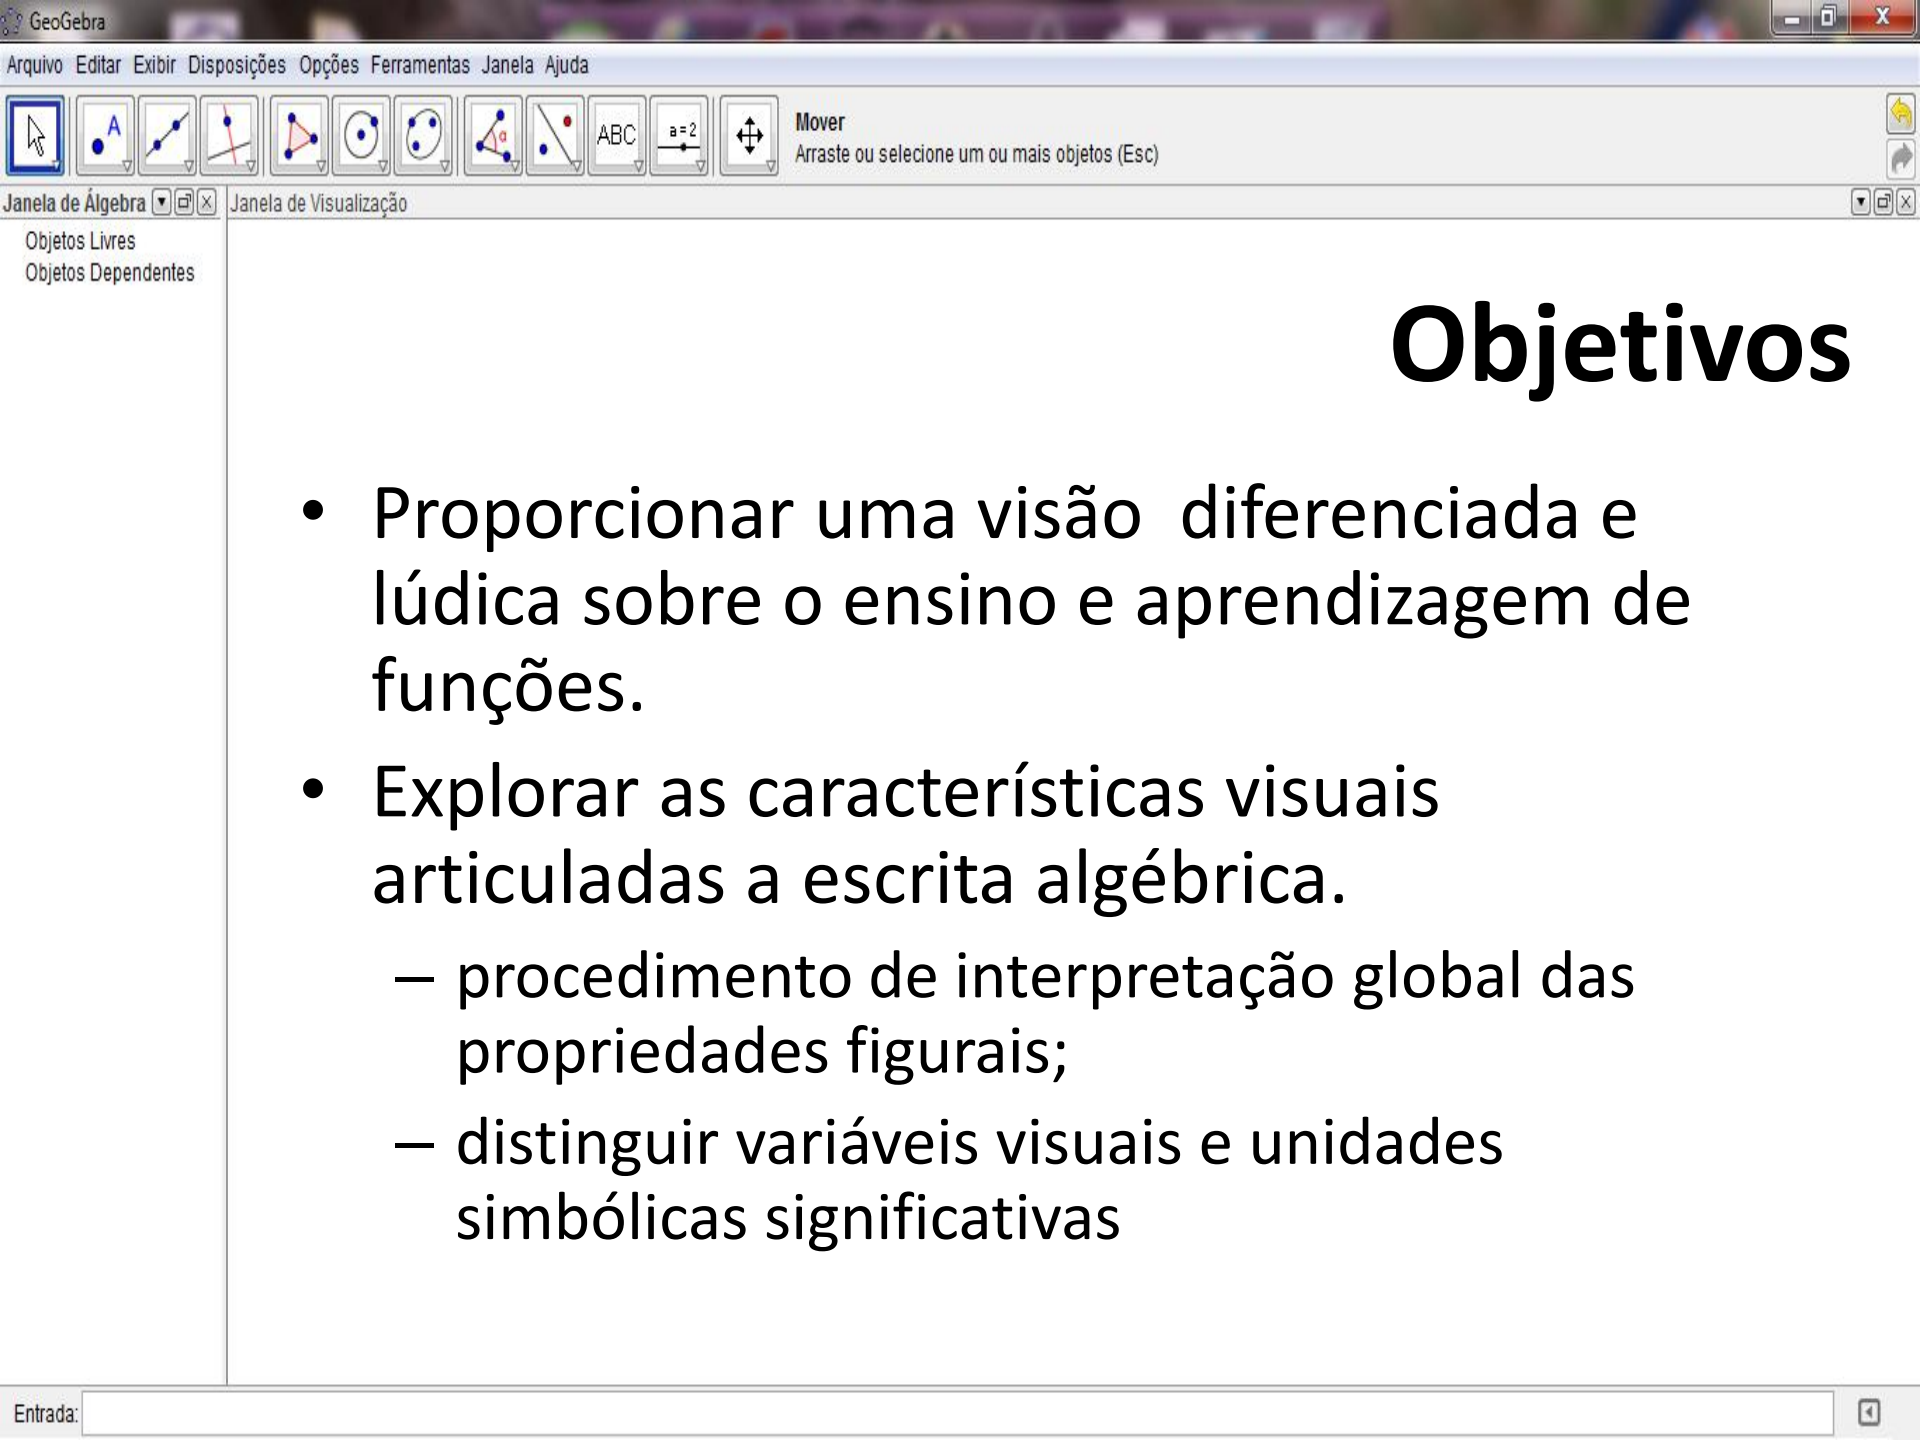 GeoGebra
Arquivo Editar Exibir Disposições Opções Ferramentas Janela Ajuda
A
α
ABC
a=2
Mover
Arraste ou selecione um ou mais objetos (Esc)
Janela de Álgebra
Janela de Visualização
Objetos Livres
Objetos Dependentes
Objetivos
• Proporcionar uma visão  diferenciada e
lúdica sobre o ensino e aprendizagem de
funções.
• Explorar as características visuais
articuladas a escrita algébrica.
– procedimento de interpretação global das
propriedades figurais;
– distinguir variáveis visuais e unidades
simbólicas significativas
Entrada: